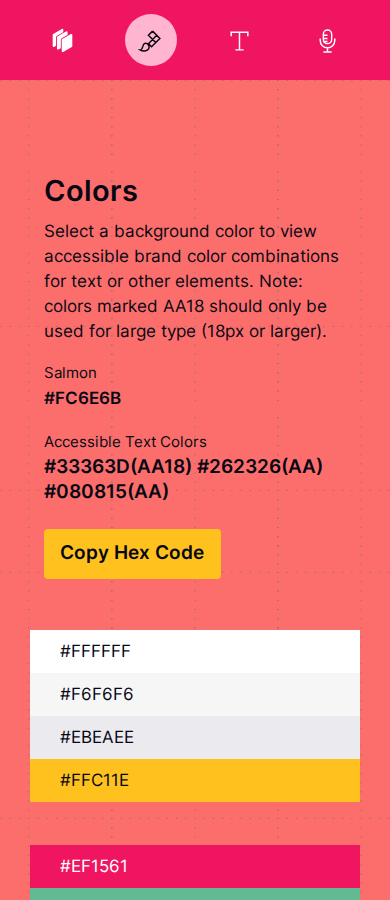 Colors
Select a background color to view
accessible brand color combinations
for text or other elements. Note:
colors marked AA18 should only be
used for large type (18px or larger).
Salmon
#FC6E6B
Accessible Text Colors
#33363D(AA18) #262326(AA)
#080815(AA)
Copy Hex Code
#FFFFFF
#F6F6F6
#EBEAEE
#FFC11E
#EF1561